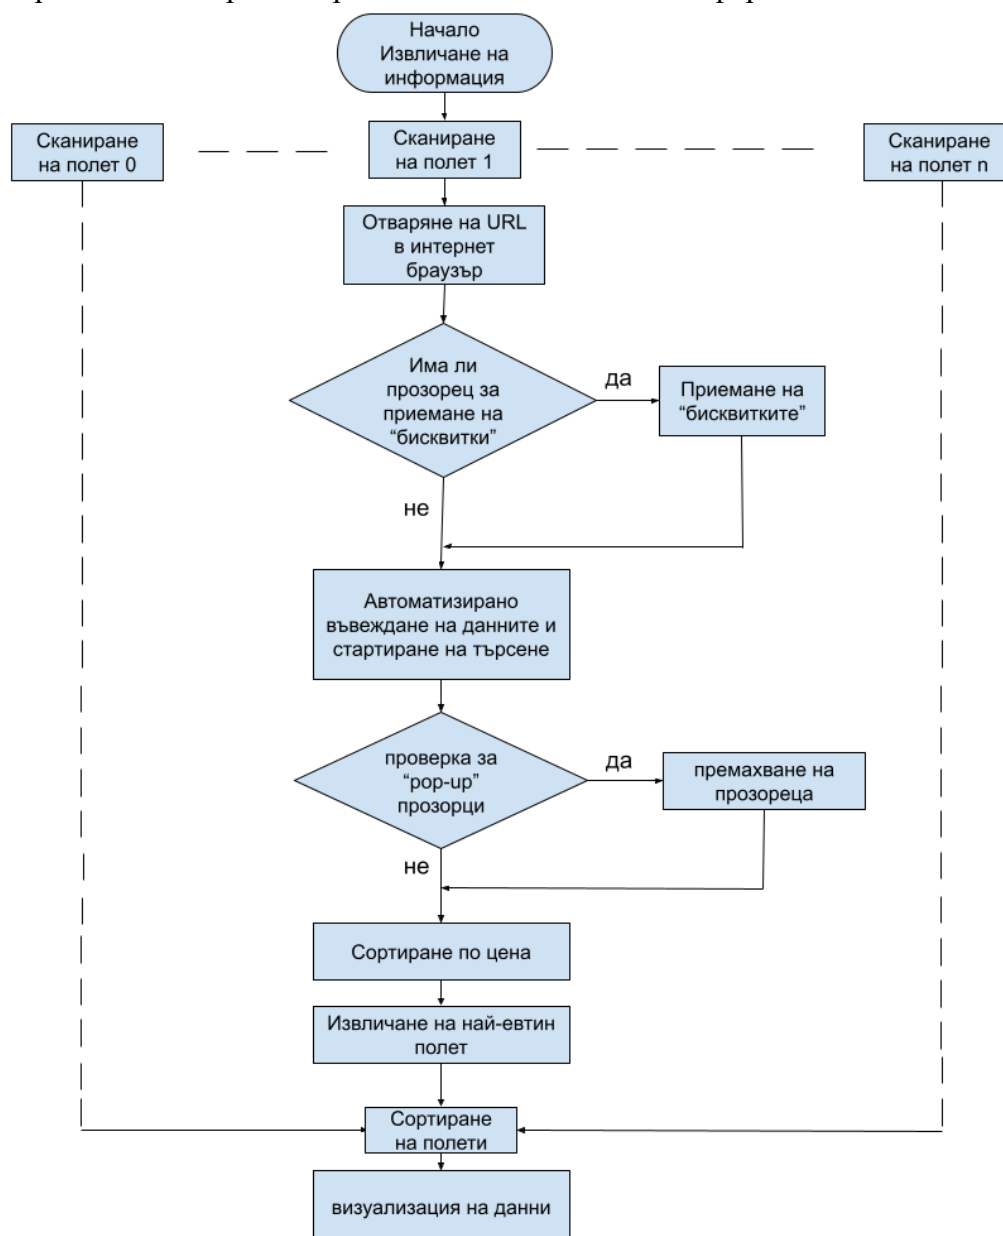 Начало
Извличане на
информация
Сканиране
на полет 0
Сканиране
на полет 1
Сканиране
на полет n
Отваряне на URL
в интернет
браузър
Има ли
прозорец за
приемане на
“бисквитки”
да
Приемане на
“бисквитките”
не
Автоматизирано
въвеждане на данните и
стартиране на търсене
проверка за
“pop-up”
прозорци
да
премахване на
прозореца
не
Сортиране по цена
Извличане на най-евтин
полет
Сортиране
на полети
визуализация на данни